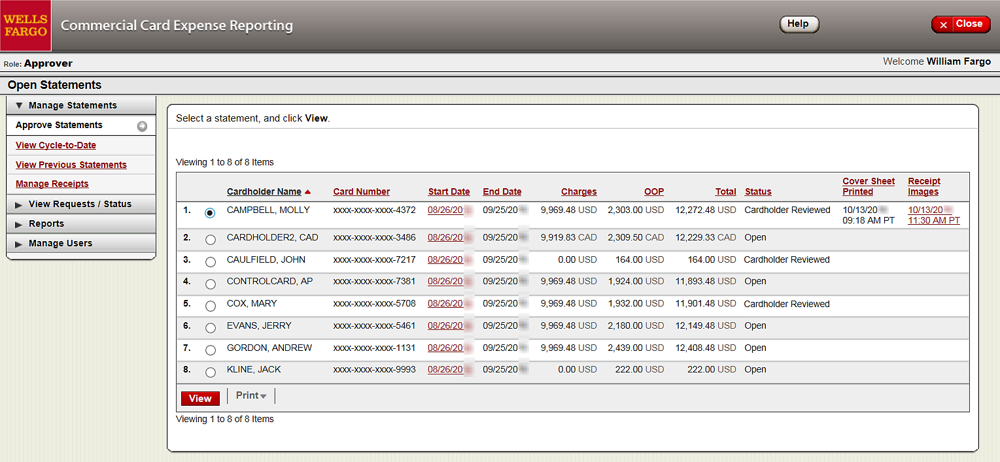 WELLS
FARGO
Commercial Card Expense Reporting
Help
Close
Role: Approver
Welcome William Fargo
Open Statements
Manage Statements
Approve Statements
View Cycle-to-Date
View Previous Statements
Manage Receipts
View Requests / Status
Reports
Manage Users
Select a statement, and click View.
Viewing 1 to 8 of 8 Items
Cardholder Name Card Number Start Date End Date Charges OOP Total Status Cover Sheet Printed Receipt Images
1. CAMPBELL, MOLLY xxxx-xxxx-xxxx-4372 08/26/20 09/25/20 9,969.48 USD 2,303.00 USD 12,272.48 USD Cardholder Reviewed 10/13/20 10/13/20
09:18 AM PT 11:30 AM PT
2. CARDHOLDER2, CAD xxxx-xxxx-xxxx-3486 08/26/20 09/25/20 9,919.83 CAD 2,309.50 CAD 12,229.33 CAD Open
3. CAULFIELD, JOHN xxxx-xxxx-xxxx-7217 08/26/20 09/25/20 0.00 USD 164.00 USD 164.00 USD Cardholder Reviewed
4. CONTROLCARD, AP xxxx-xxxx-xxxx-7381 08/26/20 09/25/20 9,969.48 USD 1,924.00 USD 11,893.48 USD Open
5. COX, MARY xxxx-xxxx-xxxx-5708 08/26/20 09/25/20 9,969.48 USD 1,932.00 USD 11,901.48 USD Cardholder Reviewed
6. EVANS, JERRY xxxx-xxxx-xxxx-5461 08/26/20 09/25/20 9,969.48 USD 2,180.00 USD 12,149.48 USD Open
7. GORDON, ANDREW xxxx-xxxx-xxxx-1131 08/26/20 09/25/20 9,969.48 USD 2,439.00 USD 12,408.48 USD Open
8. KLINE, JACK xxxx-xxxx-xxxx-9993 08/26/20 09/25/20 0.00 USD 222.00 USD 222.00 USD Open
View Print
Viewing 1 to 8 of 8 Items